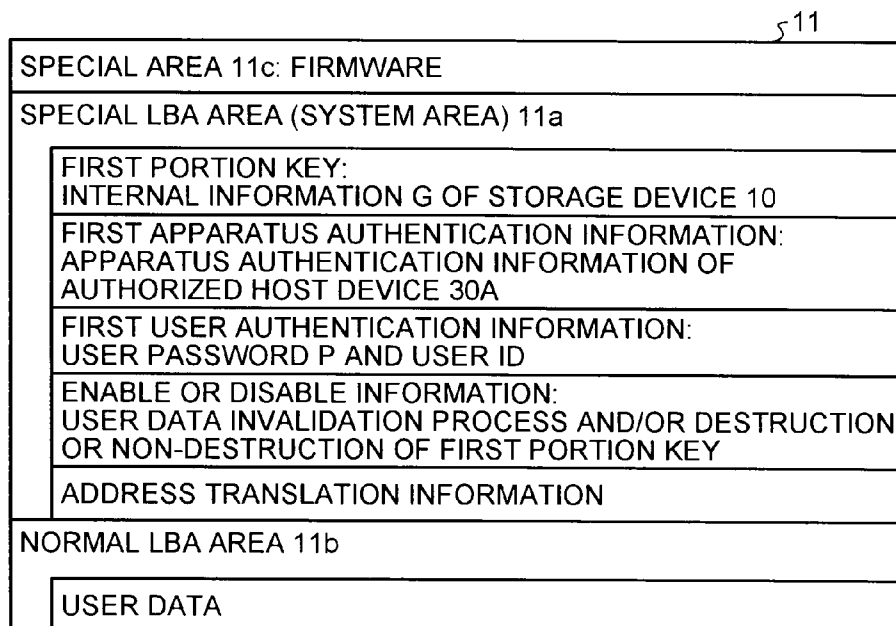 11
SPECIAL AREA 11c: FIRMWARE
SPECIAL LBA AREA (SYSTEM AREA) 11a
FIRST PORTION KEY:
INTERNAL INFORMATION G OF STORAGE DEVICE 10
FIRST APPARATUS AUTHENTICATION INFORMATION:
APPARATUS AUTHENTICATION INFORMATION OF
AUTHORIZED HOST DEVICE 30A
FIRST USER AUTHENTICATION INFORMATION:
USER PASSWORD P AND USER ID
ENABLE OR DISABLE INFORMATION:
USER DATA INVALIDATION PROCESS AND/OR DESTRUCTION
OR NON-DESTRUCTION OF FIRST PORTION KEY
ADDRESS TRANSLATION INFORMATION
NORMAL LBA AREA 11b
USER DATA